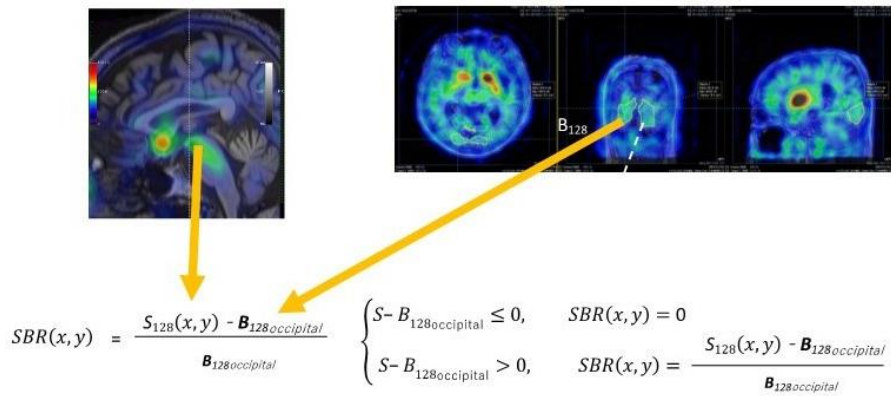 B128
SBR(x,y) = S128(x,y) - B128occipital / B128occipital
{ S– B128occipital ≤ 0, SBR(x,y) = 0
S– B128occipital > 0, SBR(x,y) = S128(x,y) - B128occipital / B128occipital